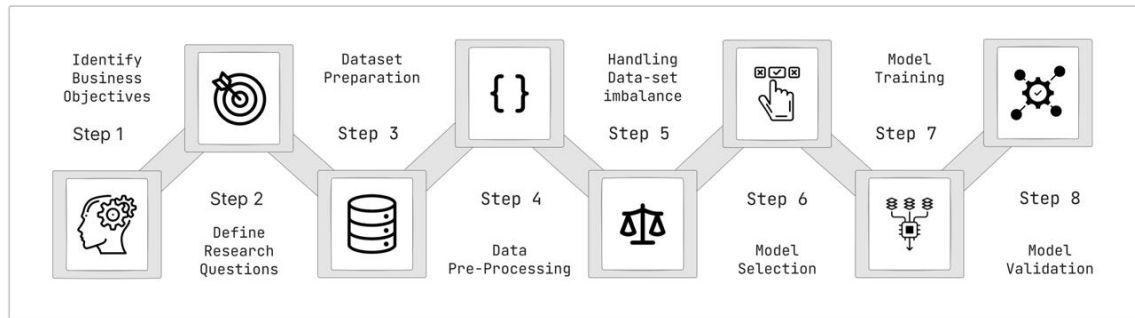 Identify
Business
Objectives
Step 1
Step 2
Define
Research
Questions
Dataset
Preparation
Step 3
Step 4
Data
Pre-Processing
Handling
Data-set
imbalance
Step 5
Step 6
Model
Selection
Model
Training
Step 7
Step 8
Model
Validation